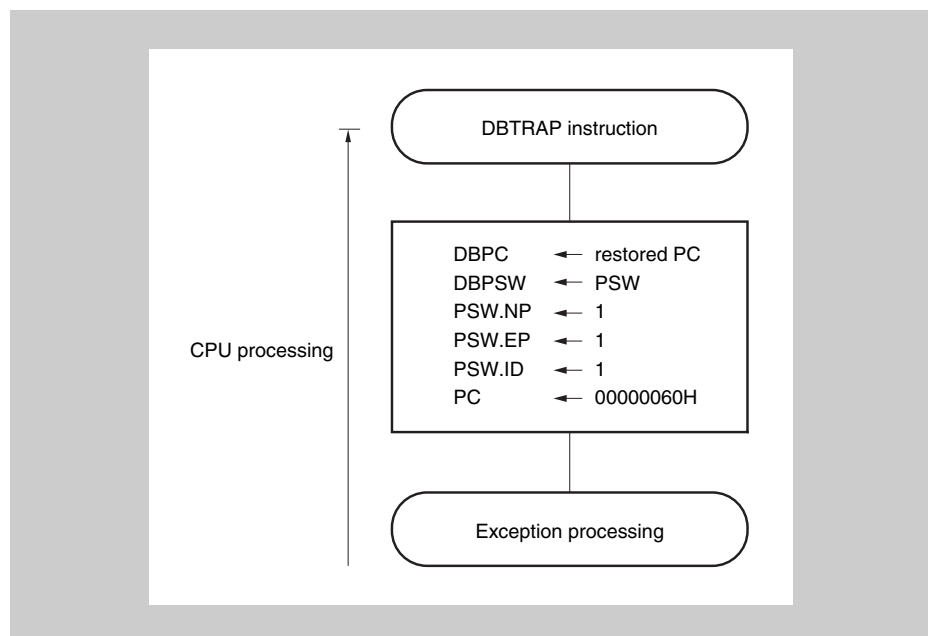 DBTRAP instruction
DBPC ← restored PC
DBPSW ← PSW
PSW.NP ← 1
PSW.EP ← 1
PSW.ID ← 1
PC ← 00000060H
CPU processing
Exception processing